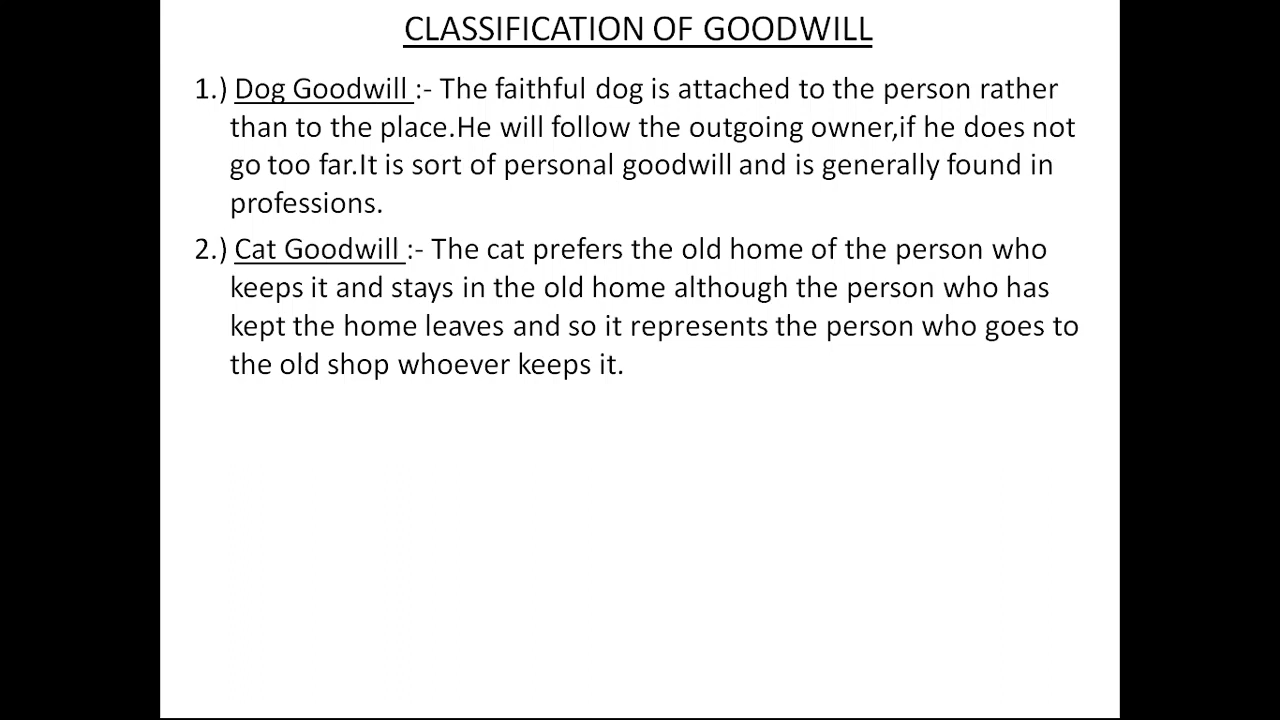 CLASSIFICATION OF GOODWILL
1.) Dog Goodwill :- The faithful dog is attached to the person rather
than to the place.He will follow the outgoing owner,if he does not
go too far.It is sort of personal goodwill and is generally found in
professions.
2.) Cat Goodwill :- The cat prefers the old home of the person who
keeps it and stays in the old home although the person who has
kept the home leaves and so it represents the person who goes to
the old shop whoever keeps it.